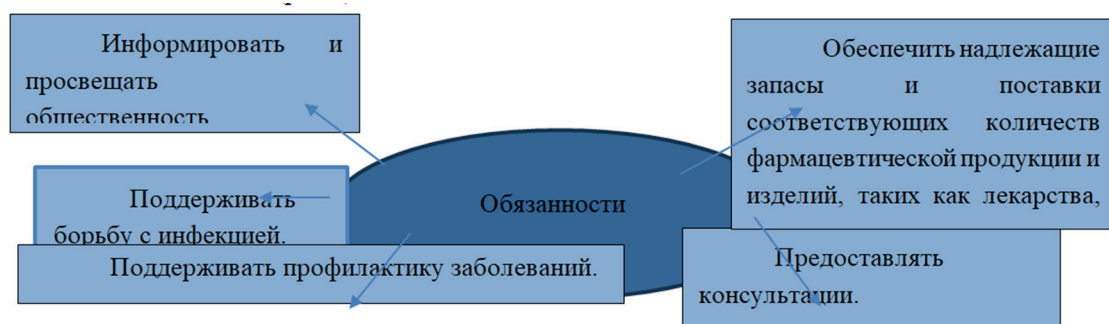 Информировать и
просвещать
общественность
Обеспечить надлежащие
запасы и поставки
соответствующих количеств
фармацевтической продукции и
изделий, таких как лекарства,
Обязанности
Поддерживать
борьбу с инфекцией.
Поддерживать профилактику заболеваний.
Предоставлять
консультации.